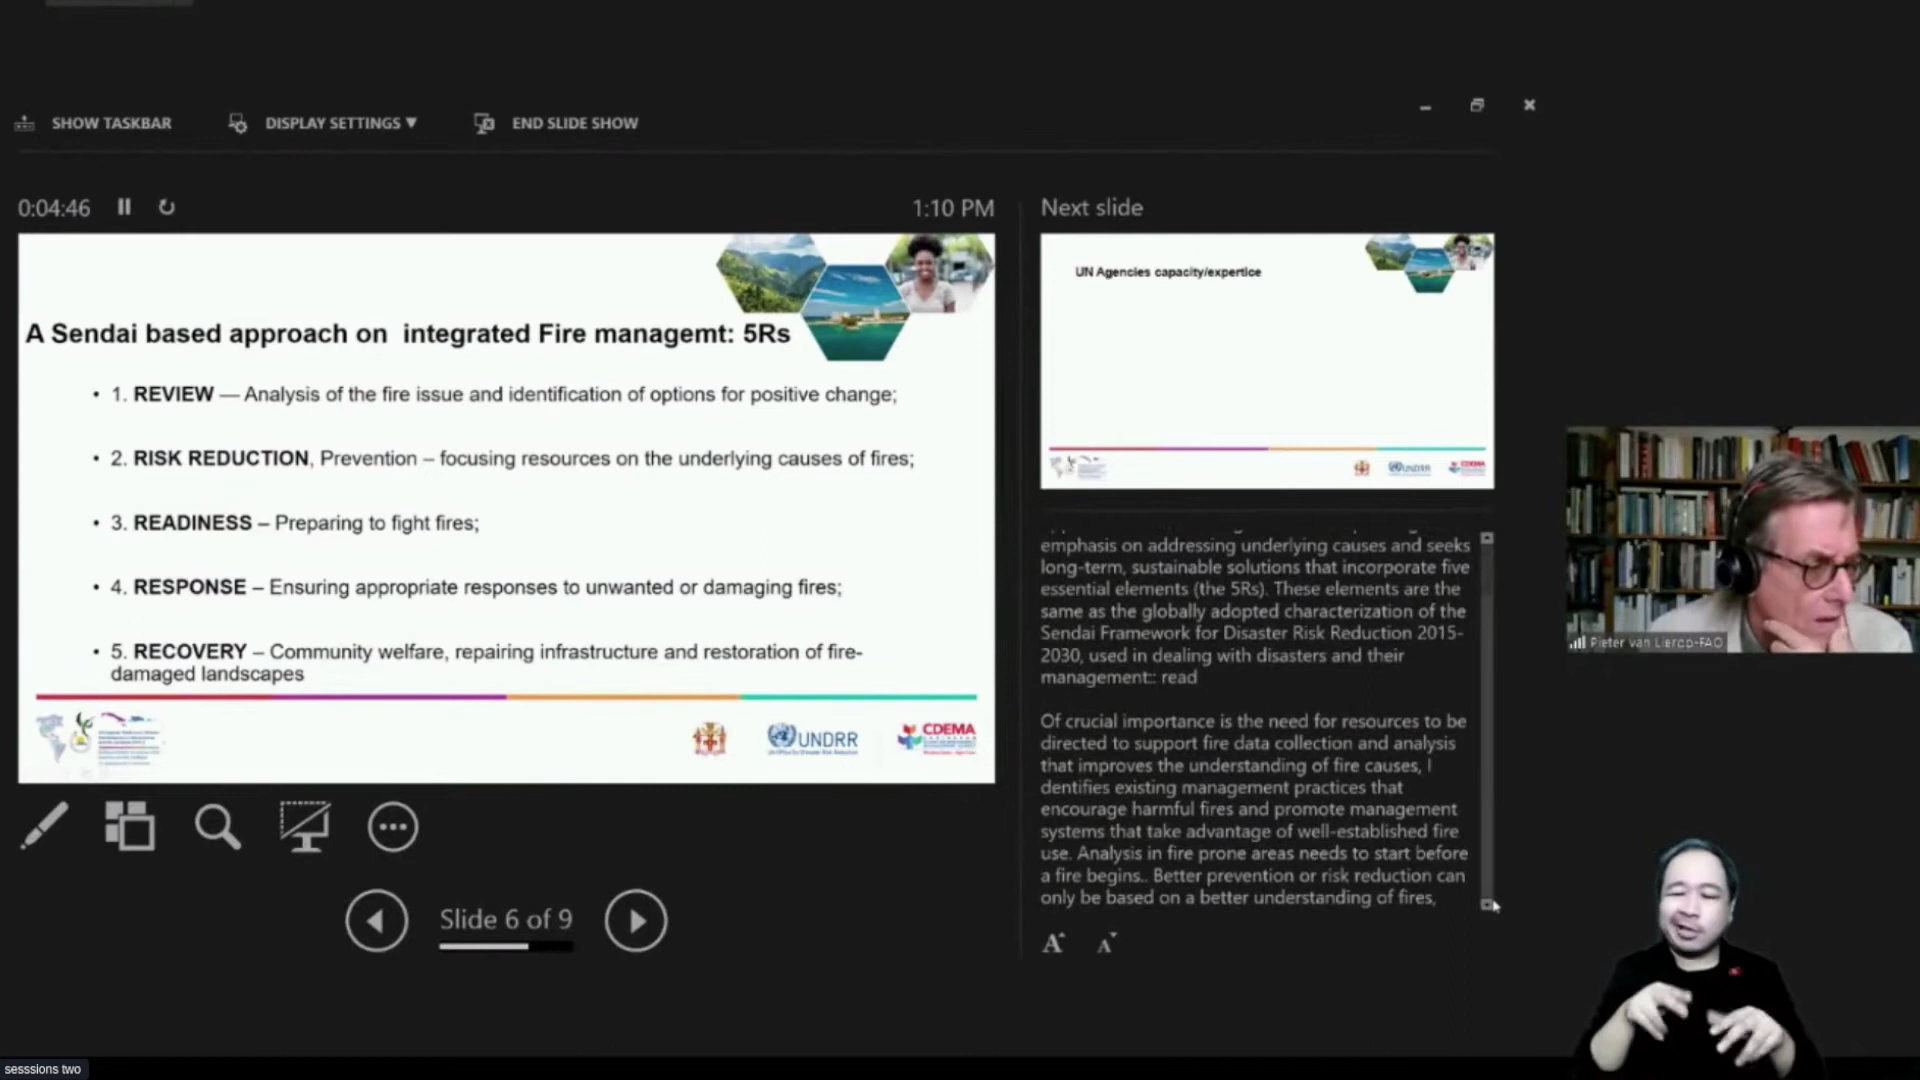 SHOW TASKBAR
DISPLAY SETTINGS ▼
END SLIDE SHOW
0:04:46
1:10 PM
A Sendai based approach on  integrated Fire managemt: 5Rs
• 1. REVIEW — Analysis of the fire issue and identification of options for positive change;
• 2. RISK REDUCTION, Prevention – focusing resources on the underlying causes of fires;
• 3. READINESS – Preparing to fight fires;
• 4. RESPONSE – Ensuring appropriate responses to unwanted or damaging fires;
• 5. RECOVERY – Community welfare, repairing infrastructure and restoration of fire-
damaged landscapes
UNDRR
CDEMA
Slide 6 of 9
Next slide
UN Agencies capacity/expertice
UNDRR
CDEMA
emphasis on addressing underlying causes and seeks
long-term, sustainable solutions that incorporate five
essential elements (the 5Rs). These elements are the
same as the globally adopted characterization of the
Sendai Framework for Disaster Risk Reduction 2015-
2030, used in dealing with disasters and their
management:: read
Of crucial importance is the need for resources to be
directed to support fire data collection and analysis
that improves the understanding of fire causes, I
dentifies existing management practices that
encourage harmful fires and promote management
systems that take advantage of well-established fire
use. Analysis in fire prone areas needs to start before
a fire begins.. Better prevention or risk reduction can
only be based on a better understanding of fires,
A A
Pieter van Lierop-FAO
sesssions two